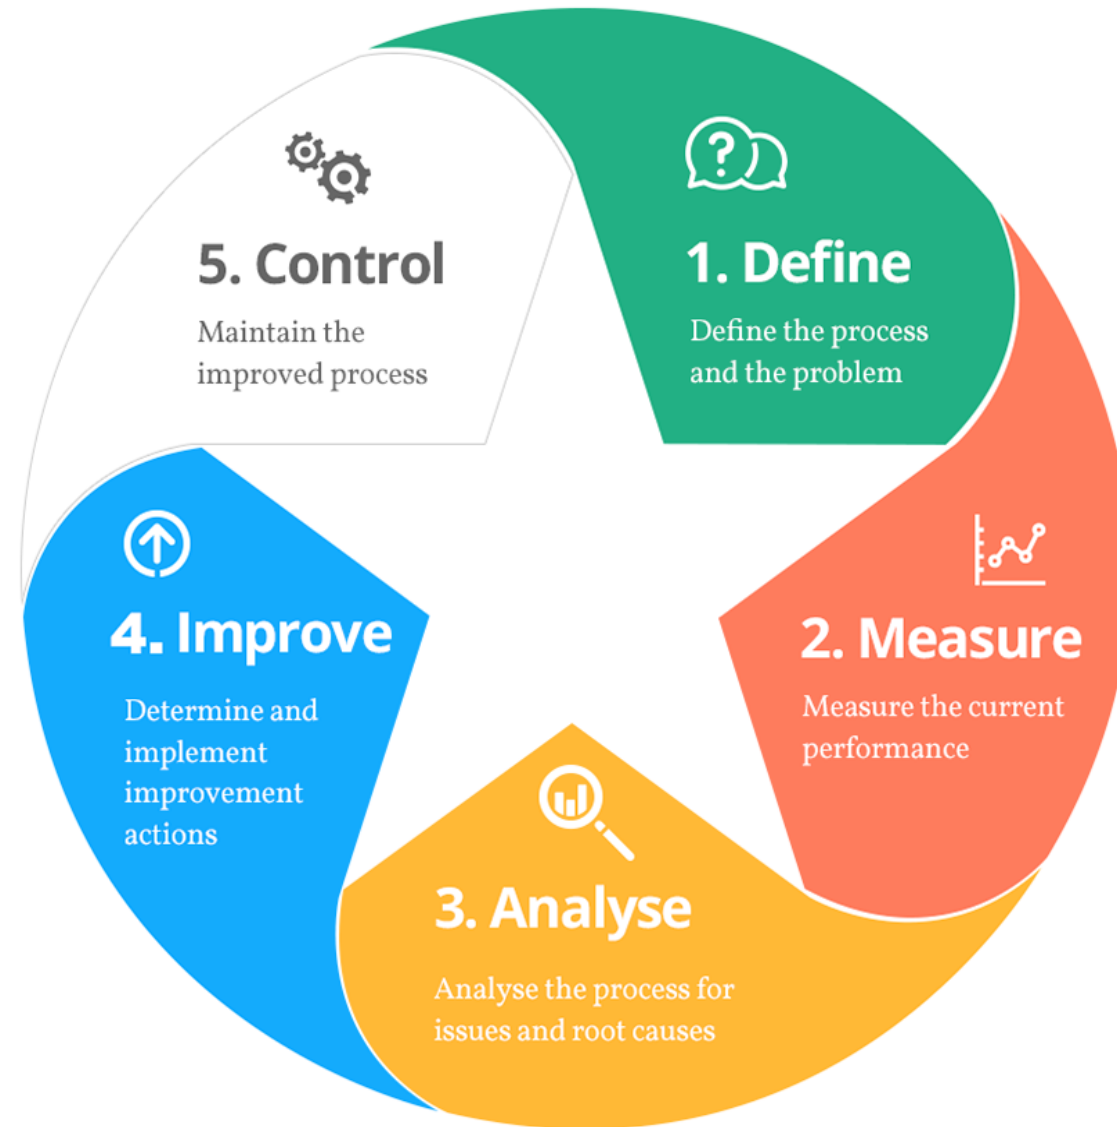 1. Define
Define the process
and the problem
2. Measure
Measure the current
performance
3. Analyse
Analyse the process for
issues and root causes
4. Improve
Determine and
implement
improvement
actions
5. Control
Maintain the
improved process